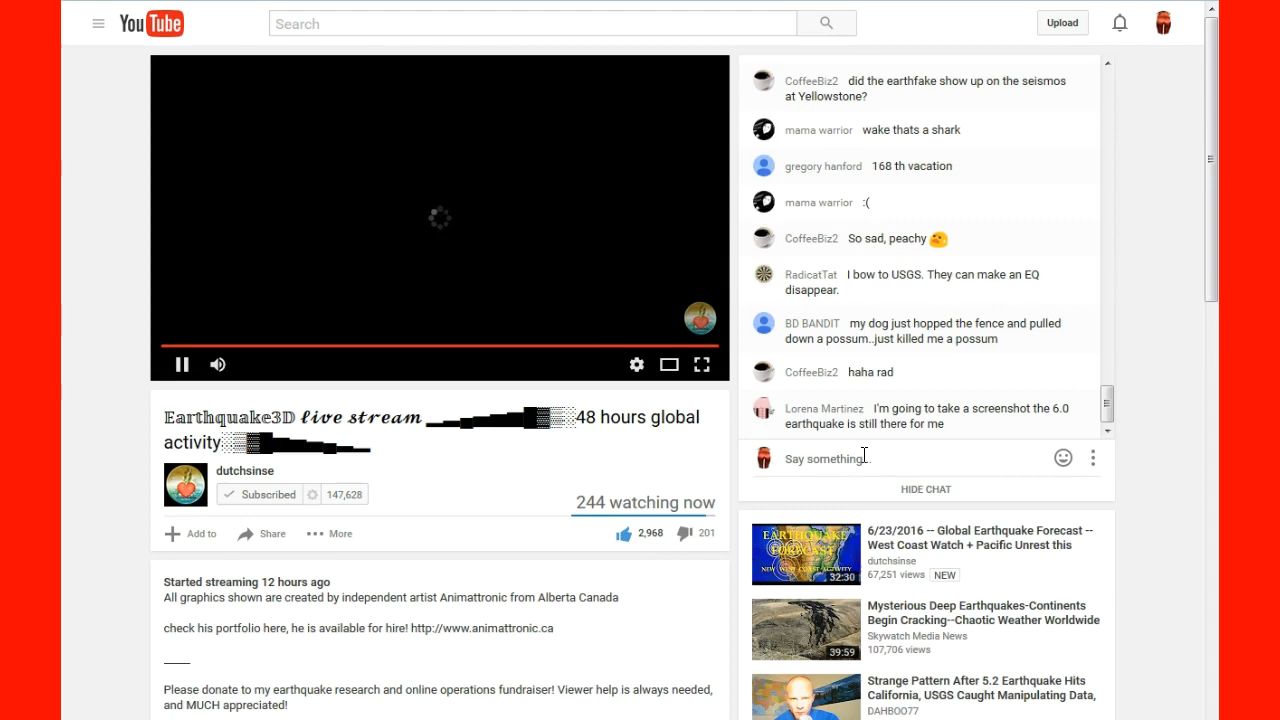 YouTube
Search
Upload
CoffeeBiz2 did the earthfake show up on the seismos
at Yellowstone?
mama warrior wake thats a shark
gregory hanford 168 th vacation
mama warrior :(
CoffeeBiz2 So sad, peachy
RadicatTat I bow to USGS. They can make an EQ
disappear.
BD BANDIT my dog just hopped the fence and pulled
down a possum..just killed me a possum
CoffeeBiz2 haha rad
Lorena Martinez I'm going to take a screenshot the 6.0
earthquake is still there for me
Say something...
HIDE CHAT
𝔼𝕒𝕣𝕥𝕙𝕢𝕦𝕒𝕜𝕖𝟛𝔻 𝓵𝓲𝓿𝓮 𝓼𝓽𝓻𝓮𝓪𝓶 ▂▃▄▅▆▇█▓▒░48 hours global
activity░▒▓█▇▆▅▄▃▂
dutchsinse
Subscribed 147,628
244 watching now
Add to Share More 2,968 201
Started streaming 12 hours ago
All graphics shown are created by independent artist Animattronic from Alberta Canada
check his portfolio here, he is available for hire! http://www.animattronic.ca
____
Please donate to my earthquake research and online operations fundraiser! Viewer help is always needed,
and MUCH appreciated!
EARTHQUAKE
FORECAST
NEW WEST COAST ACTIVITY
32:30
6/23/2016 -- Global Earthquake Forecast --
West Coast Watch + Pacific Unrest this
dutchsinse
67,251 views NEW
39:59
Mysterious Deep Earthquakes-Continents
Begin Cracking--Chaotic Weather Worldwide
Skywatch Media News
107,706 views
Strange Pattern After 5.2 Earthquake Hits
California, USGS Caught Manipulating Data,
DAHBOO77